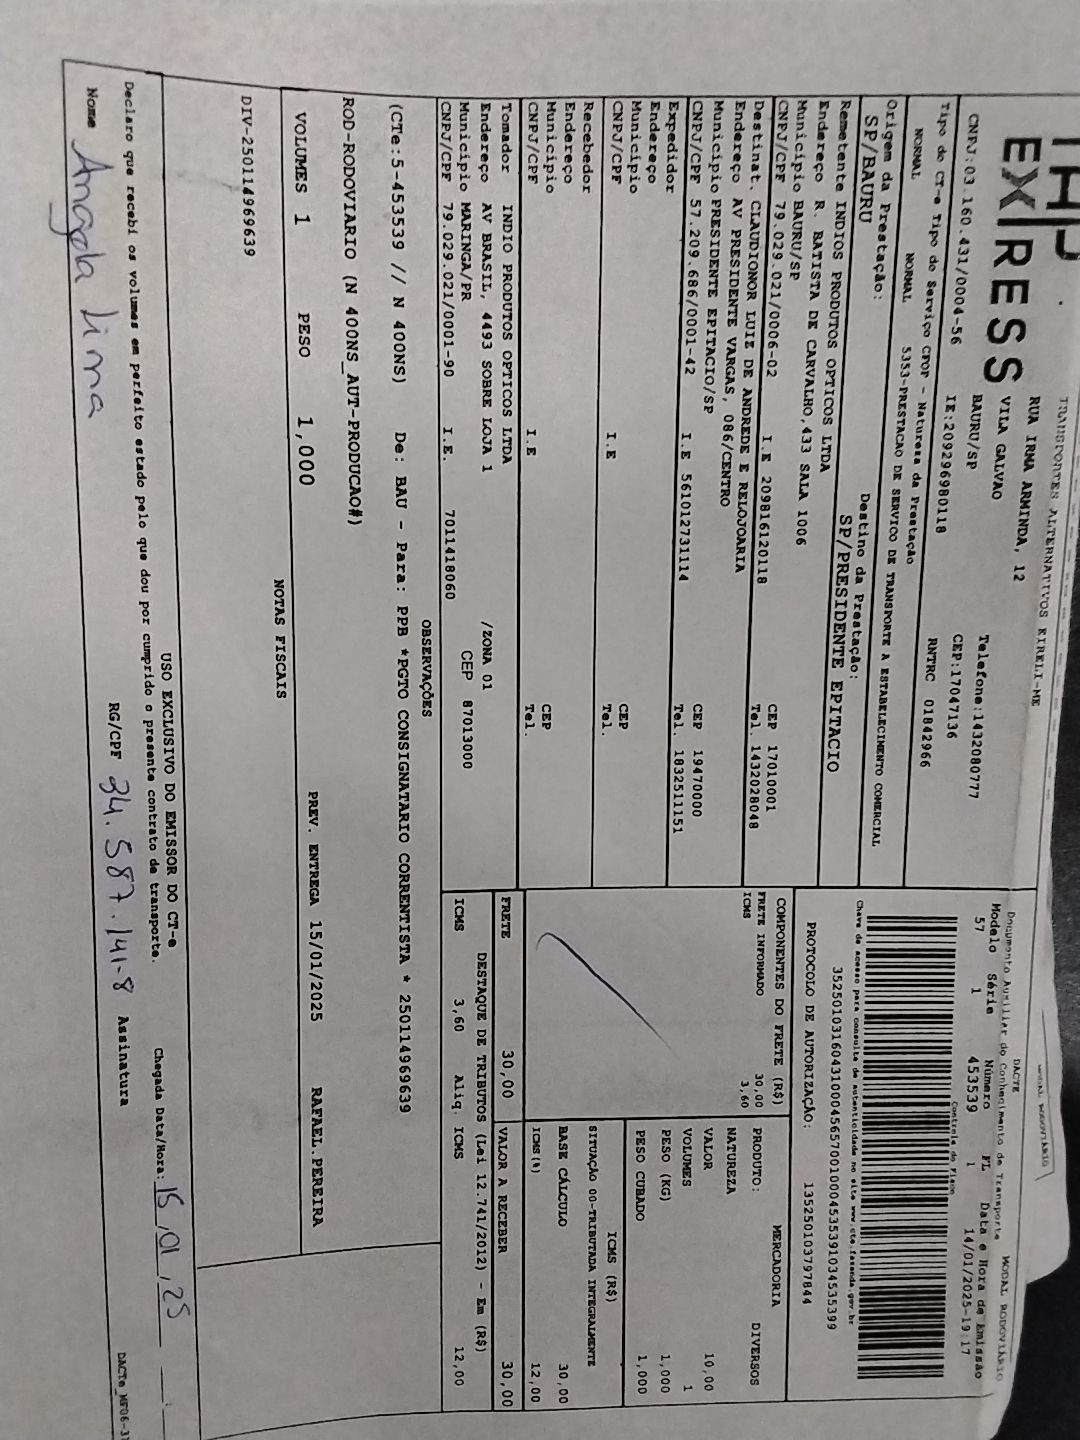 EX RESS
TRANSPORTES ALTERNATIVOS EIRELI-ME
RUA IRMA ARMINDA, 12
VILA GALVAO
BAURU/SP
Telefone:1432080777
CEP:17047136
CNPJ:03.160.431/0004-56 IE:209296980118 RNTRC 01842966
Tipo do CT-e Tipo do Serviço CFOP - Natureza da Prestação
NORMAL NORMAL 5353-PRESTACAO DE SERVICO DE TRANSPORTE A ESTABELECIMENTO COMERCIAL
Origem da Prestação: Destino da Prestação:
SP/BAURU SP/PRESIDENTE EPITACIO
Remetente INDIOS PRODUTOS OPTICOS LTDA
Endereço R. BATISTA DE CARVALHO,433 SALA 1006
Município BAURU/SP CEP 17010001
CNPJ/CPF 79.029.021/0006-02 I.E 209816120118 Tel. 1432028048
Destinat. CLAUDIONOR LUIZ DE ANDREDE E RELOJOARIA
Endereço AV PRESIDENTE VARGAS, 086/CENTRO
Município PRESIDENTE EPITACIO/SP CEP 19470000
CNPJ/CPF 57.209.686/0001-42 I.E 561012731114 Tel. 1832511151
Expedidor
Endereço
Município CEP
CNPJ/CPF I.E Tel.
Recebedor
Endereço
Município CEP
CNPJ/CPF I.E Tel.
Tomador INDIO PRODUTOS OPTICOS LTDA
Endereço AV BRASIL, 4493 SOBRE LOJA 1 /ZONA 01
Município MARINGA/PR CEP 87013000
CNPJ/CPF 79.029.021/0001-90 I.E. 7011418060
MODAL RODOVIÁRIO
DACTE
Documento Auxiliar do Conhecimento de Transporte MODAL RODOVIÁRIO
Modelo Série Número FL Data e Hora de Emissão
57 1 453539 1 14/01/2025-19:17
Controle do Fisco
Chave de acesso para consulta de autenticidade no site www.cte.fazenda.gov.br
35250103160431000456570010004535391034535399
PROTOCOLO DE AUTORIZAÇÃO: 135250103797844
COMPONENTES DO FRETE (R$)
FRETE INFORMADO 30,00
ICMS 3,60
MERCADORIA
PRODUTO: DIVERSOS
NATUREZA
VALOR 10,00
VOLUMES 1
PESO (KG) 1,000
PESO CUBADO 1,000
ICMS (R$)
SITUAÇÃO 00-TRIBUTADA INTEGRALMENTE
BASE CÁLCULO 30,00
ICMS(%) 12,00
FRETE 30,00 VALOR A RECEBER 30,00
DESTAQUE DE TRIBUTOS (Lei 12.741/2012) - Em (R$)
ICMS 3,60 Aliq. ICMS 12,00
OBSERVAÇÕES
(CTe:5-453539 // N 400NS) De: BAU - Para: PPB *PGTO CONSIGNATARIO CORRENTISTA * 250114969639
ROD-RODOVIARIO (N 400NS_AUT-PRODUCAO#)
VOLUMES 1 PESO 1,000 PREV. ENTREGA 15/01/2025 RAFAEL.PEREIRA
NOTAS FISCAIS
DIV-250114969639
USO EXCLUSIVO DO EMISSOR DO CT-e
Declaro que recebi os volumes em perfeito estado pelo que dou por cumprido o presente contrato de transporte. Chegada Data/Hora: 15/01/25 :
Nome Angela Lima RG/CPF 34.587.141-8 Assinatura